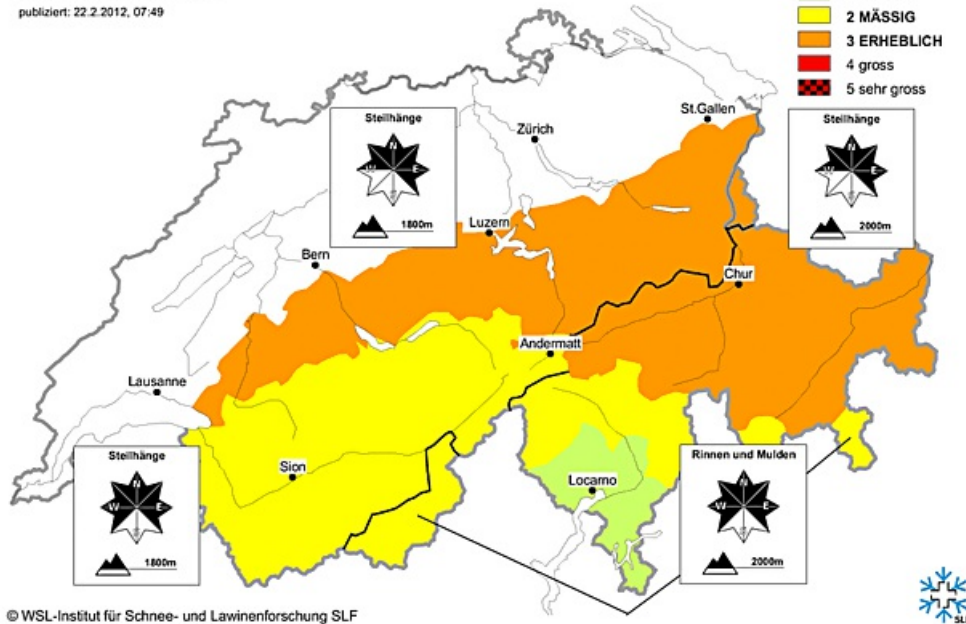 publiziert: 22.2.2012, 07:49
2 MÄSSIG
3 ERHEBLICH
4 gross
5 sehr gross
Steilhänge
N
W E
S
1800m
Zürich
St.Gallen
Steilhänge
N
W E
S
2000m
Luzern
Bern
Chur
Andermatt
Lausanne
Steilhänge
N
W E
S
1800m
Sion
Locarno
Rinnen und Mulden
N
W E
S
2000m
© WSL-Institut für Schnee- und Lawinenforschung SLF
SLF